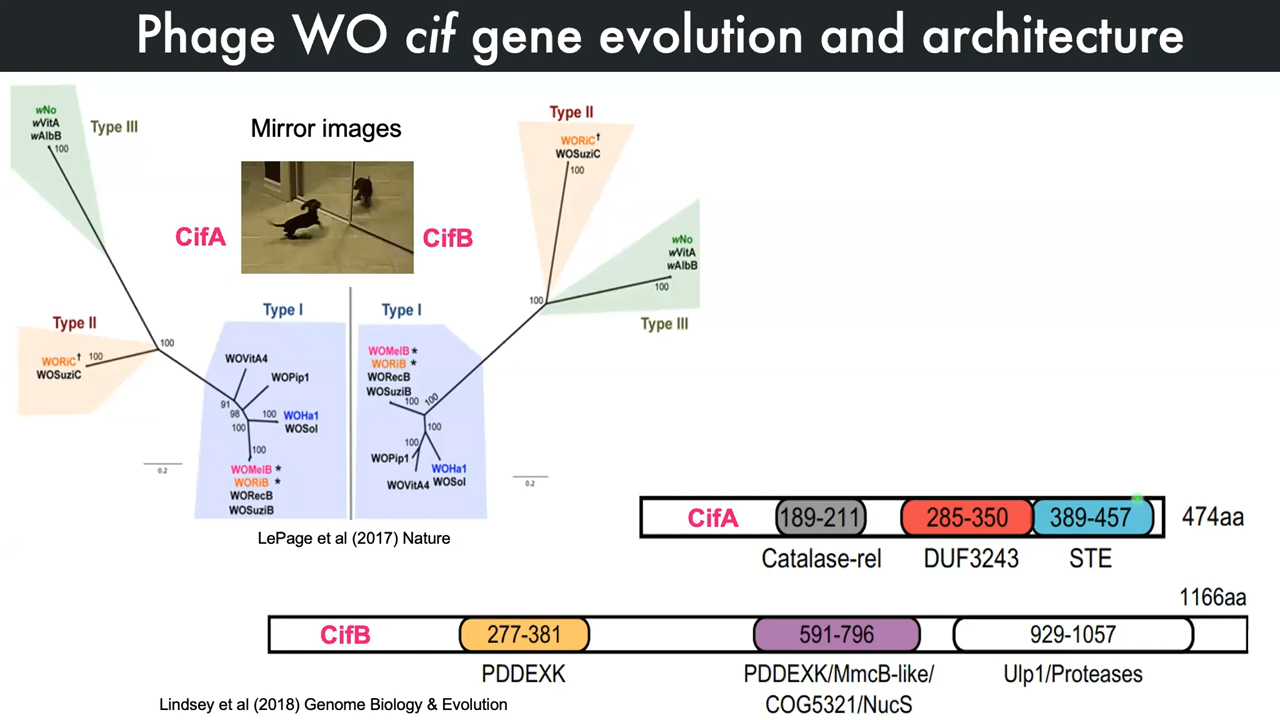 Phage WO cif gene evolution and architecture
wNo
wVitA
wAlbB
100
Type III
Mirror images
CifA
CifB
Type II
WORiC†
WOSuziC
100
wNo
wVitA
wAlbB
100
100
Type III
Type II
WORiC† 100
WOSuziC
100
Type I
WOVitA4
WOPip1
91
98
100
100 WOHa1
WOSol
100
WOMelB *
WORiB *
WORecB
WOSuziB
0.2
Type I
WOMelB *
WORiB *
WORecB
WOSuziB
100
100
100
100
WOPip1
WOHa1
WOVitA4 WOSol
0.2
LePage et al (2017) Nature
CifA 189-211 285-350 389-457 474aa
Catalase-rel DUF3243 STE
1166aa
CifB 277-381 591-796 929-1057
PDDEXK PDDEXK/MmcB-like/ Ulp1/Proteases
COG5321/NucS
Lindsey et al (2018) Genome Biology & Evolution